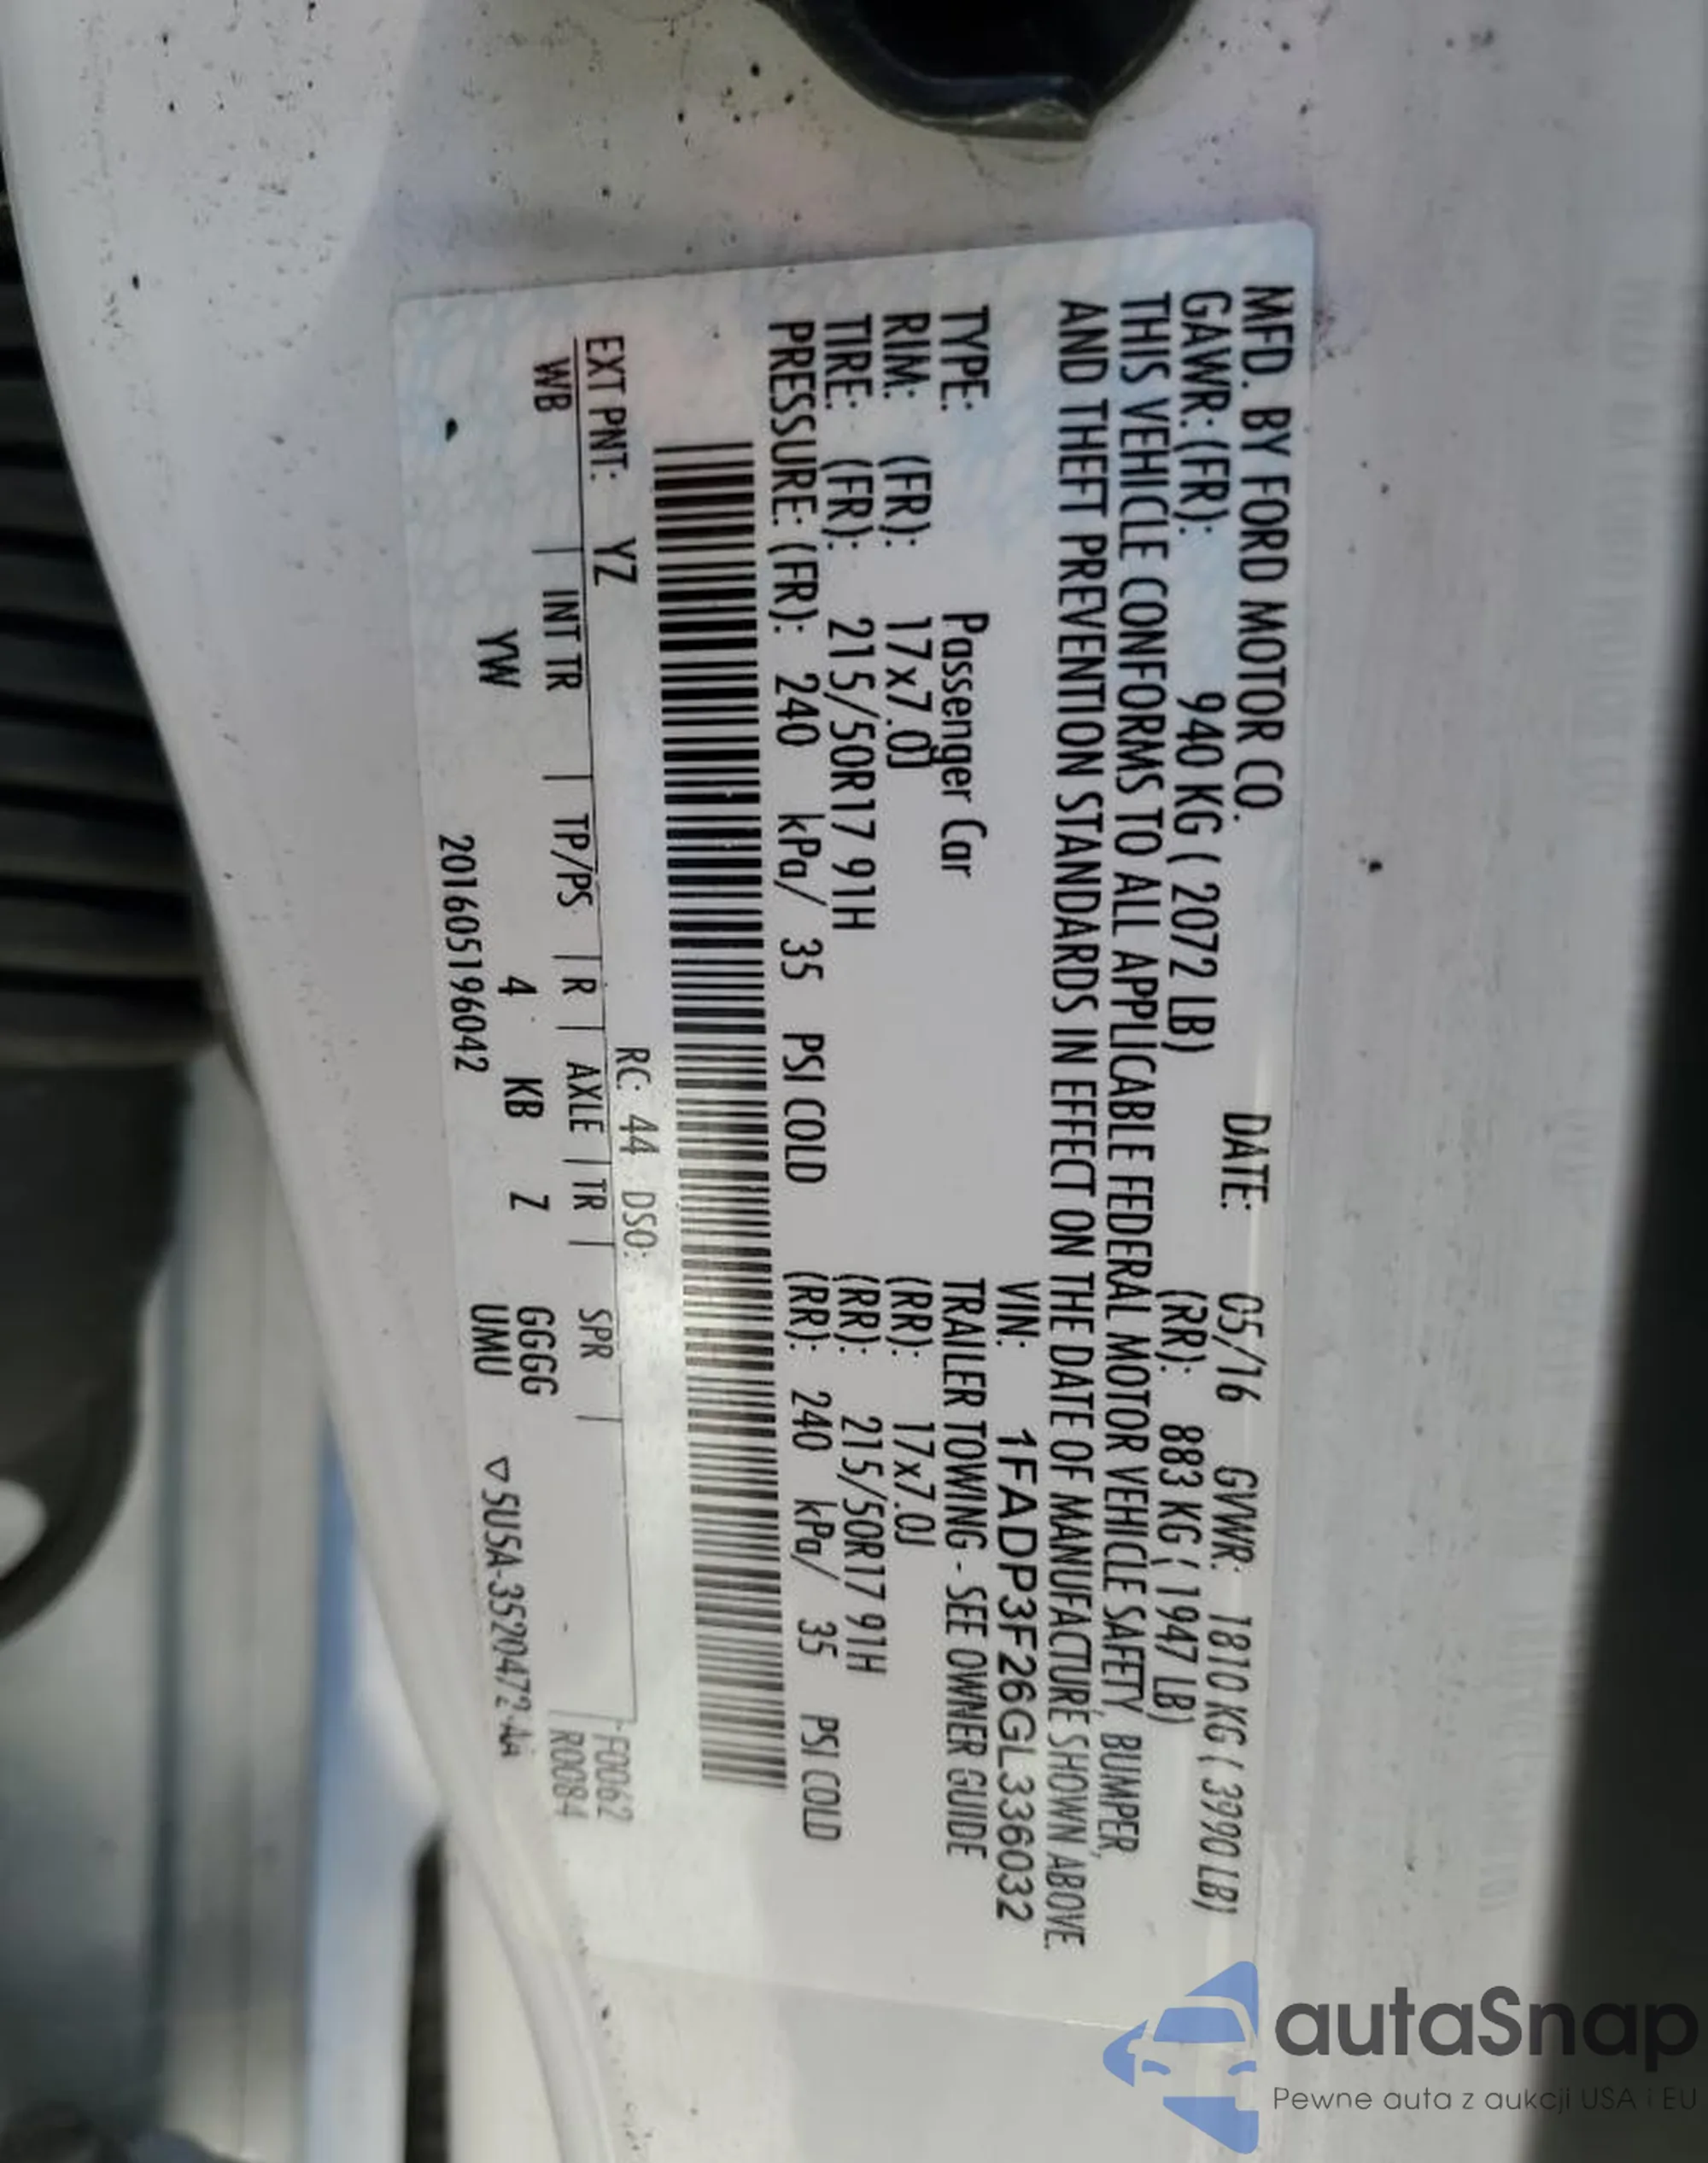 MFD. BY FORD MOTOR CO. DATE: 05/16 GVWR: 1810 KG ( 3990 LB)
GAWR: (FR): 940 KG ( 2072 LB) (RR): 883 KG ( 1947 LB)
THIS VEHICLE CONFORMS TO ALL APPLICABLE FEDERAL MOTOR VEHICLE SAFETY, BUMPER,
AND THEFT PREVENTION STANDARDS IN EFFECT ON THE DATE OF MANUFACTURE SHOWN ABOVE.
VIN: 1FADP3F26GL336032
TYPE: Passenger Car TRAILER TOWING - SEE OWNER GUIDE
RIM: (FR): 17x7.0J (RR): 17x7.0J
TIRE: (FR): 215/50R17 91H (RR): 215/50R17 91H
PRESSURE: (FR): 240 kPa/ 35 PSI COLD (RR): 240 kPa/ 35 PSI COLD
EXT PNT: YZ RC: 44 DSO: F0062
WB | INT TR | TP/PS | R | AXLE | TR | SPR | R0084
YW 4 KB Z GGGG
UMU
201605196042 ▽5U5A-3520472-AA
autaSnap
Pewne auta z aukcji USA i EU